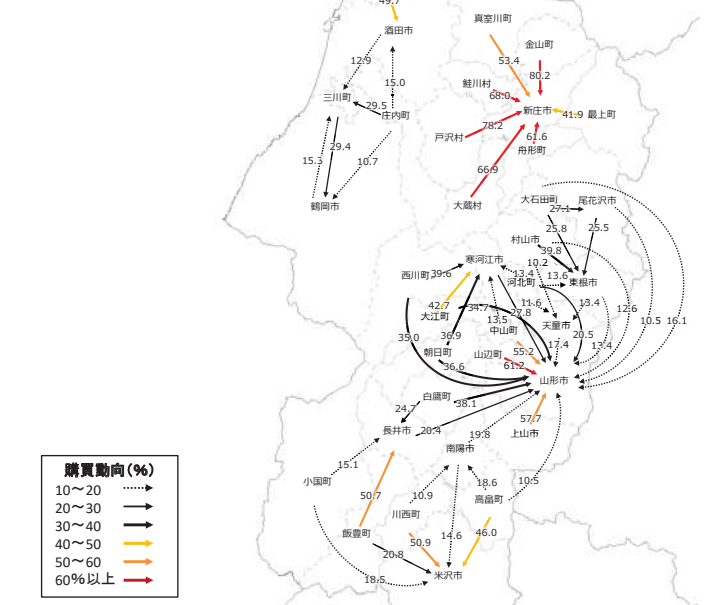 49.7
酒田市
真室川町
金山町
12.9
53.4
80.2
15.0
鮭川村
三川町
68.0
29.5
庄内町
新庄市
41.9 最上町
78.2
戸沢村
61.6
舟形町
29.4
15.3
10.7
66.9
鶴岡市
大蔵村
大石田町
尾花沢市
27.1
25.8
25.5
村山市
39.8
寒河江市
10.2
西川町
39.6
13.4
13.6
河北町
東根市
42.7
34.7
11.6
13.4
大江町
27.8
12.6
10.5
16.1
13.5
天童市
中山町
20.5
35.0
36.9
17.4
13.4
朝日町
山辺町
55.2
36.6
61.2
山形市
白鷹町
38.1
24.7
57.7
長井市
20.4
19.8
上山市
南陽市
15.1
小国町
18.6
10.5
50.7
10.9
高畠町
川西町
飯豊町
14.6
46.0
50.9
20.8
18.5
米沢市
購買動向(%)
10～20
20～30
30～40
40～50
50～60
60%以上